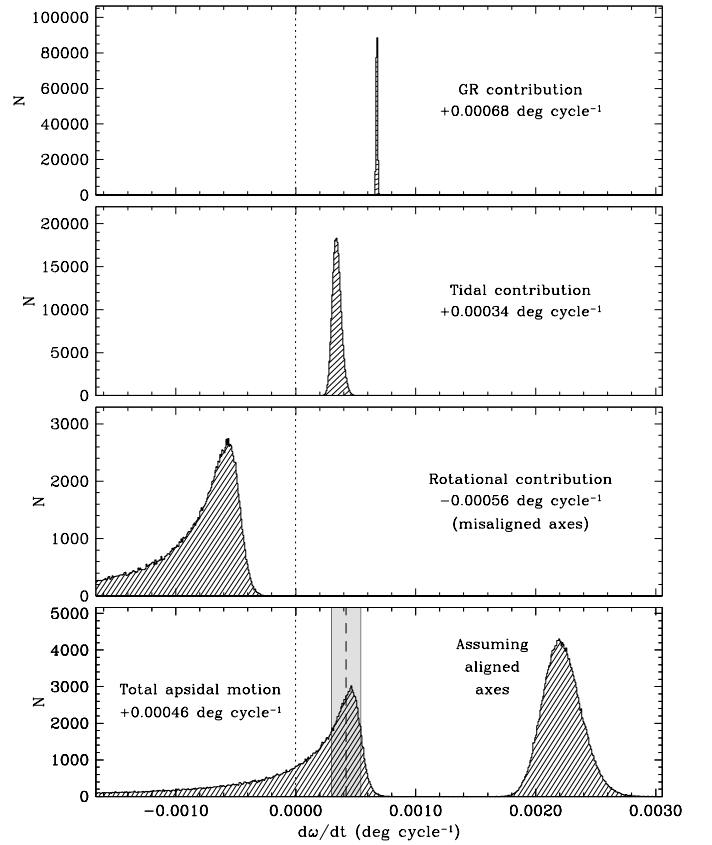 100000
80000
60000
40000
20000
0
N
GR contribution
+0.00068 deg cycle⁻¹
20000
15000
10000
5000
0
N
Tidal contribution
+0.00034 deg cycle⁻¹
3000
2000
1000
0
N
Rotational contribution
−0.00056 deg cycle⁻¹
(misaligned axes)
5000
4000
3000
2000
1000
0
N
Total apsidal motion
+0.00046 deg cycle⁻¹
Assuming
aligned
axes
−0.0010 0.0000 0.0010 0.0020 0.0030
dω/dt (deg cycle⁻¹)